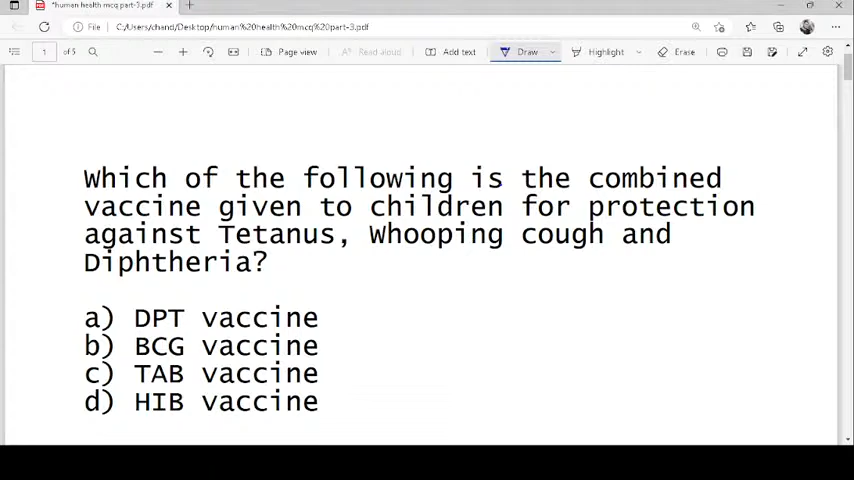 *human health mcq part-3.pdf
File C:/Users/chand/Desktop/human%20health%20mcq%20part-3.pdf
1 of 5 Page view Read aloud Add text Draw Highlight Erase
Which of the following is the combined
vaccine given to children for protection
against Tetanus, Whooping cough and
Diphtheria?
a) DPT vaccine
b) BCG vaccine
c) TAB vaccine
d) HIB vaccine